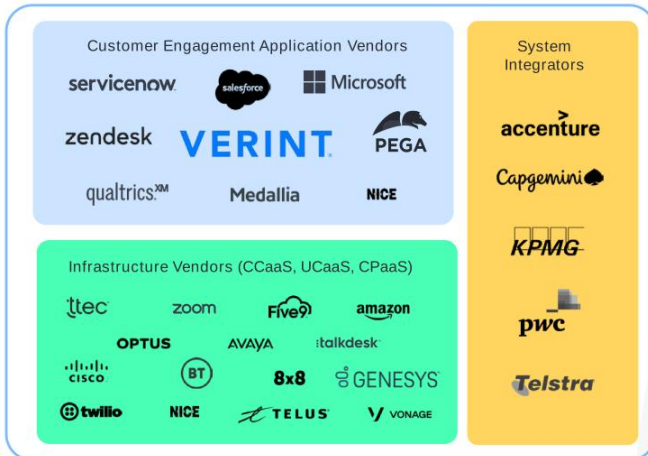 Customer Engagement Application Vendors
servicenow.
salesforce
Microsoft
zendesk
VERINT.
PEGA
qualtrics.XM
Medallia
NICE
Infrastructure Vendors (CCaaS, UCaaS, CPaaS)
ttec
zoom
Five9
amazon
OPTUS
AVAYA
talkdesk
CISCO
BT
8x8
GENESYS
twilio
NICE
TELUS
VONAGE
System
Integrators
accenture
Capgemini
KPMG
pwc
Telstra